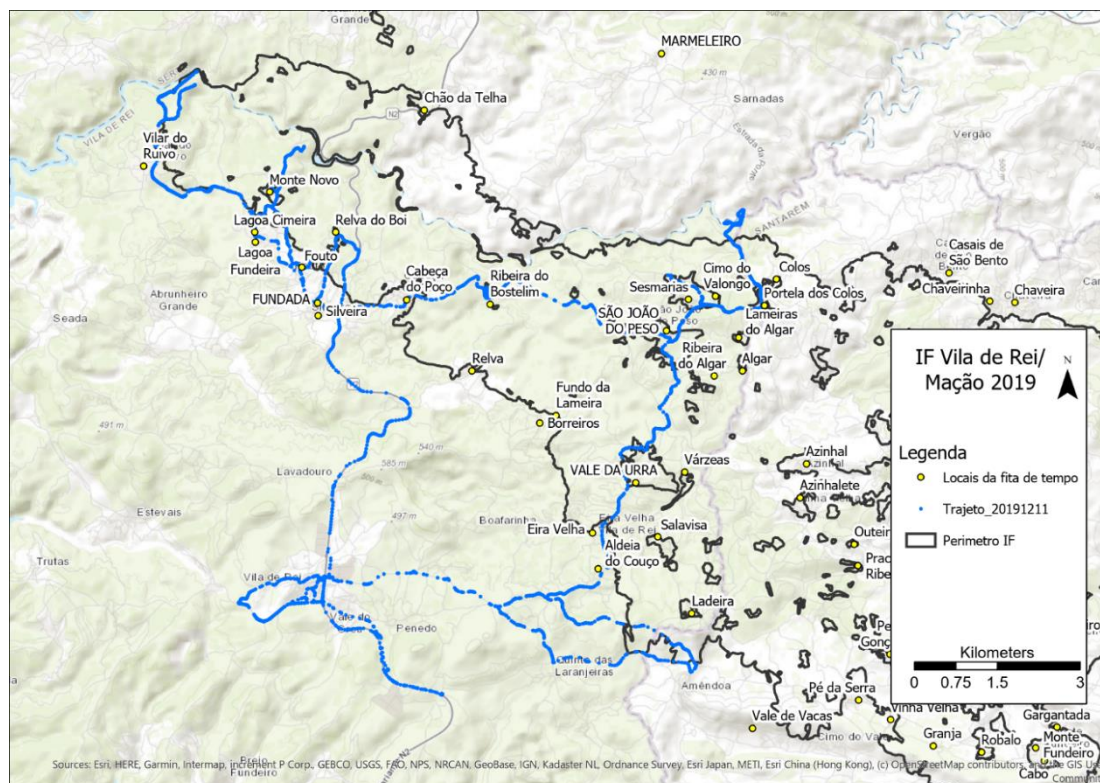 Grande
MARMELEIRO
430 m
Sarnadas
Chão da Telha
N2
Vergão
VILA DE REI
Vilar do
Ruivo
Monte Novo
SANTARÉM
Lagoa Cimeira
Relva do Boi
Lagoa
Fundeira
Fouto
Cabeça
do Poço
Ribeira do
Bostelim
Sesmarias
Cimo do
Valongo
Colos
Casais de
São Bento
Portela dos Colos
Chaveirinha
Chaveira
Abrunheiro
Grande
FUNDADA
Silveira
SÃO JOÃO
DO PESO
Lameiras
do Algar
Seada
Ribeira
do Algar
Algar
Relva
Fundo da
Lameira
Borreiros
491 m
540 m
585 m
Lavadouro
VALE DA URRA
Várzeas
Azinhal
Azinhalete
Estevais
497 m
Boafarinha
Eira Velha
Salavisa
Aldeia
do Couço
Trutas
Vila de Rei
Penedo
Ladeira
Laranjeiras
Amêndoa
Pé da Serra
Vinha Velha
Vale de Vacas
Granja
Robalo
Gargantada
Monte
Fundeiro
Cabo
N2
Fundeiro
IF Vila de Rei/
Mação 2019
N
Legenda
Locais da fita de tempo
Trajeto_20191211
Perimetro IF
Kilometers
0 0.75 1.5 3
Sources: Esri, HERE, Garmin, Intermap, increment P Corp., GEBCO, USGS, FAO, NPS, NRCAN, GeoBase, IGN, Kadaster NL, Ordnance Survey, Esri Japan, METI, Esri China (Hong Kong), (c) OpenStreetMap contributors, and the GIS User
Community